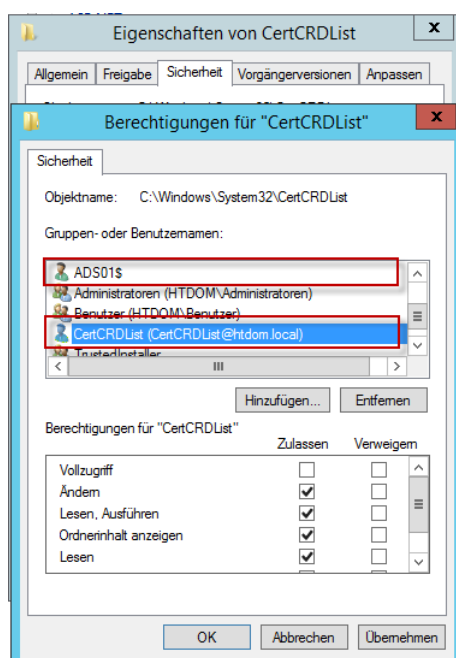 Eigenschaften von CertCRDList
x
Allgemein Freigabe Sicherheit Vorgängerversionen Anpassen
Berechtigungen für "CertCRDList"
x
Sicherheit
Objektname: C:\Windows\System32\CertCRDList
Gruppen- oder Benutzernamen:
ADS01$
Administratoren (HTDOM\Administratoren)
Benutzer (HTDOM\Benutzer)
CertCRDList (CertCRDList@htdom.local)
TrustedInstaller
Hinzufügen... Entfernen
Berechtigungen für "CertCRDList"
Zulassen Verweigern
Vollzugriff
Ändern
Lesen, Ausführen
Ordnerinhalt anzeigen
Lesen
OK Abbrechen Übernehmen